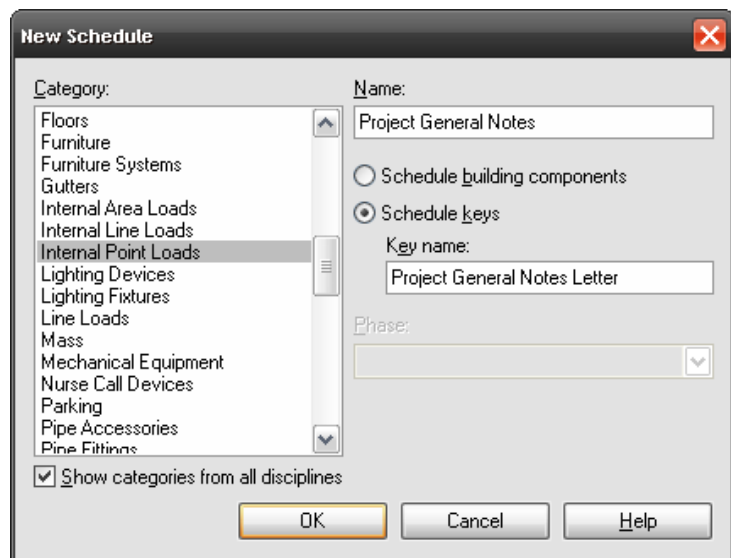 New Schedule
Category:
Floors
Furniture
Furniture Systems
Gutters
Internal Area Loads
Internal Line Loads
Internal Point Loads
Lighting Devices
Lighting Fixtures
Line Loads
Mass
Mechanical Equipment
Nurse Call Devices
Parking
Pipe Accessories
Pipe Fittings
Show categories from all disciplines
Name:
Project General Notes
Schedule building components
Schedule keys
Key name:
Project General Notes Letter
Phase:
OK Cancel Help